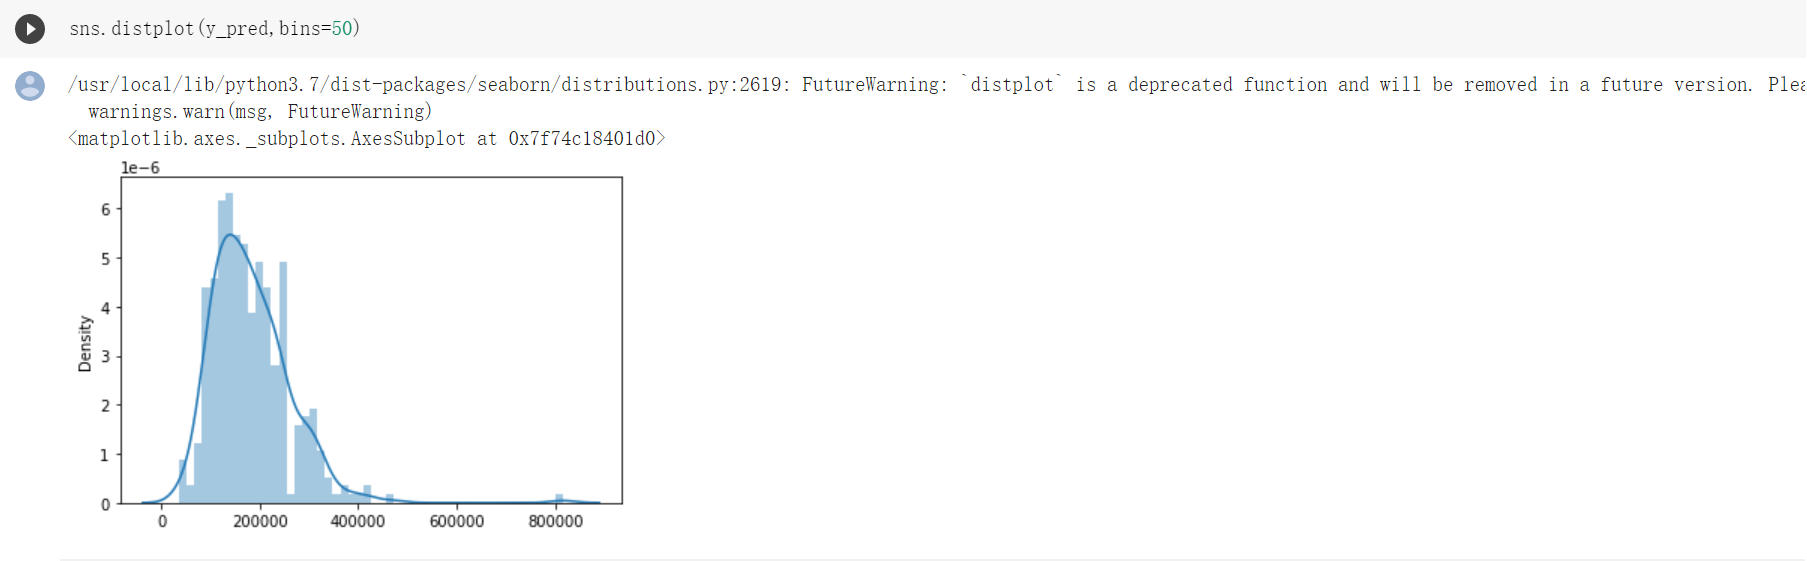 sns.distplot(y_pred,bins=50)
/usr/local/lib/python3.7/dist-packages/seaborn/distributions.py:2619: FutureWarning: `distplot` is a deprecated function and will be removed in a future version. Plea
warnings.warn(msg, FutureWarning)
<matplotlib.axes._subplots.AxesSubplot at 0x7f74c18401d0>
1e−6
6
5
4
3
2
1
0
Density
0 200000 400000 600000 800000